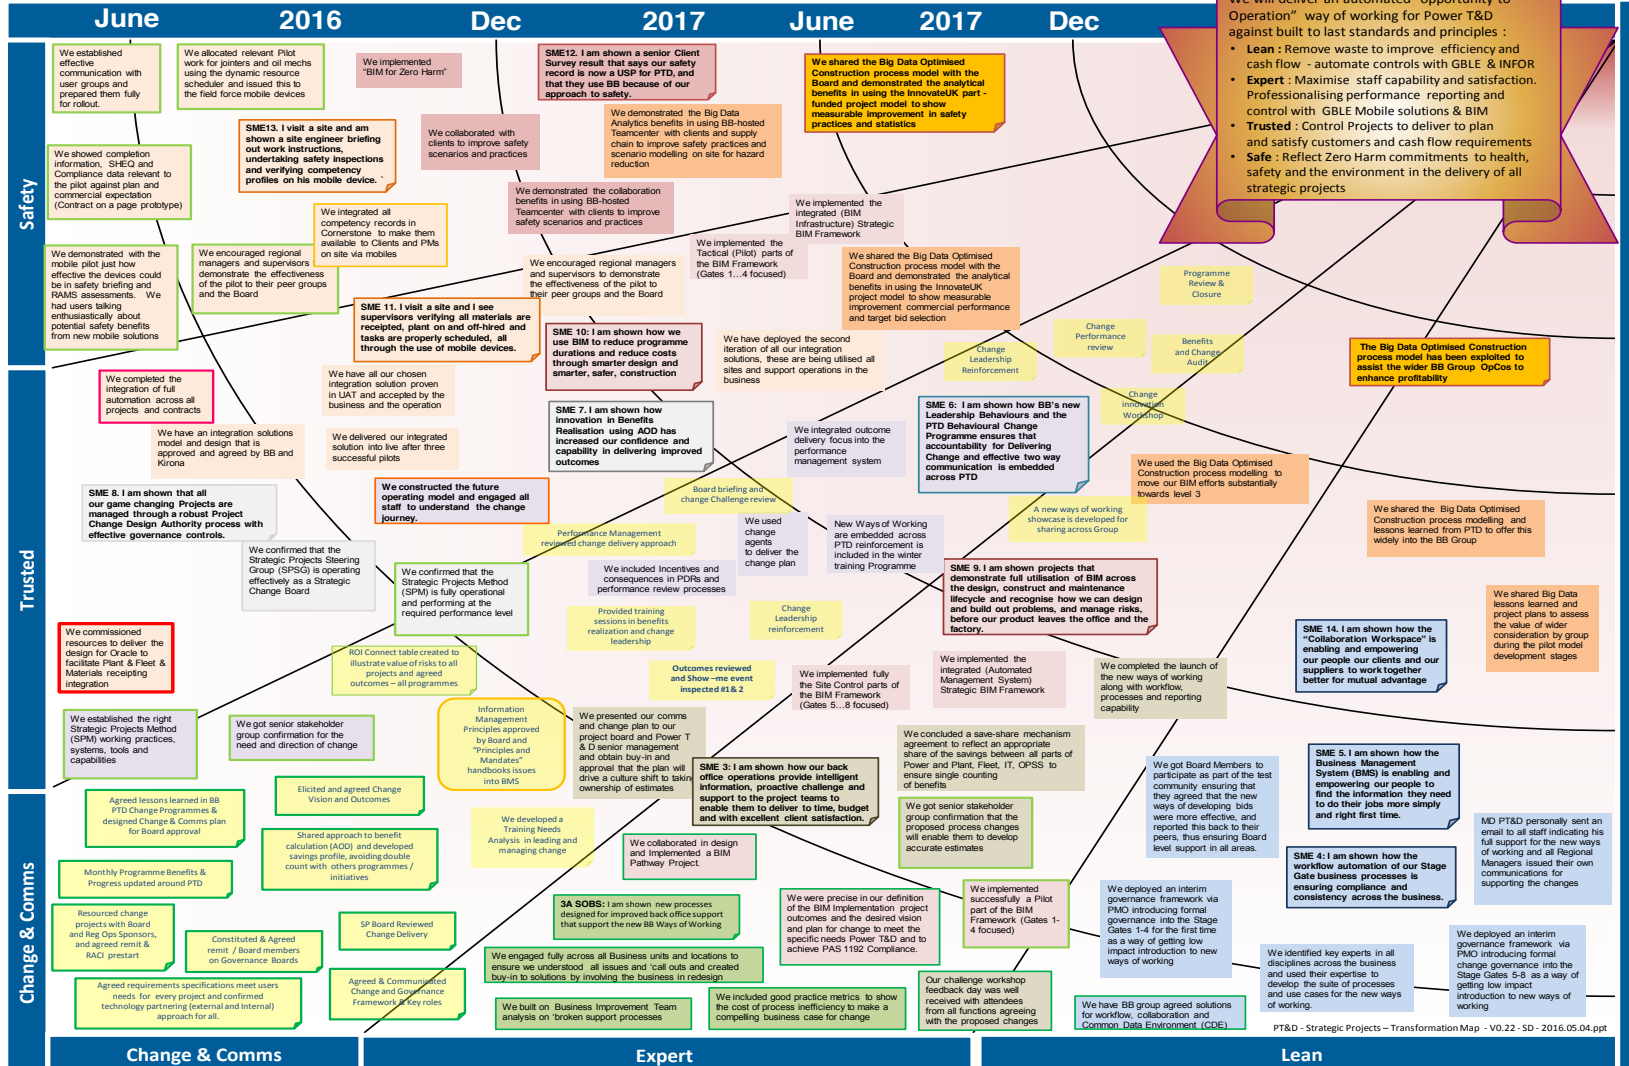 June
2016
Dec
2017
June
2017
Dec
We will deliver an automated "opportunity to
Operation" way of working for Power T&D
against built to last standards and principles :
• Lean : Remove waste to improve efficiency and
cash flow - automate controls with GBLE & INFOR
• Expert : Maximise staff capability and satisfaction.
Professionalising performance reporting and
control with GBLE Mobile solutions & BIM
• Trusted : Control Projects to deliver to plan
and satisfy customers and cash flow requirements
• Safe : Reflect Zero Harm commitments to health,
safety and the environment in the delivery of all
strategic projects
Safety
We established
effective
communication with
user groups and
prepared them fully
for rollout.
We allocated relevant Pilot
work for jointers and oil mechs
using the dynamic resource
scheduler and issued this to
the field force mobile devices
We implemented
"BIM for Zero Harm"
SME12. I am shown a senior Client
Survey result that says our safety
record is now a USP for PTD, and
that they use BB because of our
approach to safety.
We shared the Big Data Optimised
Construction process model with the
Board and demonstrated the analytical
benefits in using the InnovateUK part -
funded project model to show
measurable improvement in safety
practices and statistics
SME13. I visit a site and am
shown a site engineer briefing
out work instructions,
undertaking safety inspections
and verifying competency
profiles on his mobile device. `
We collaborated with
clients to improve safety
scenarios and practices
We demonstrated the Big Data
Analytics benefits in using BB-hosted
Teamcenter with clients and supply
chain to improve safety practices and
scenario modelling on site for hazard
reduction
We showed completion
information, SHEQ and
Compliance data relevant to
the pilot against plan and
commercial expectation
(Contract on a page prototype)
We demonstrated the collaboration
benefits in using BB-hosted
Teamcenter with clients to improve
safety scenarios and practices
We integrated all
competency records in
Cornerstone to make them
available to Clients and PMs
on site via mobiles
We implemented the
integrated (BIM
Infrastructure) Strategic
BIM Framework
We implemented the
Tactical (Pilot) parts of
the BIM Framework
(Gates 1…4 focused)
We demonstrated with the
mobile pilot just how
effective the devices could
be in safety briefing and
RAMS assessments. We
had users talking
enthusiastically about
potential safety benefits
from new mobile solutions
We encouraged regional
managers and supervisors
demonstrate the effectiveness
of the pilot to their peer groups
and the Board
We encouraged regional managers
and supervisors to demonstrate
the effectiveness of the pilot to
their peer groups and the Board
We shared the Big Data Optimised
Construction process model with the
Board and demonstrated the analytical
benefits in using the InnovateUK
project model to show measurable
improvement commercial performance
and target bid selection
Programme
Review &
Closure
SME 11. I visit a site and I see
supervisors verifying all materials are
receipted, plant on and off-hired and
tasks are properly scheduled, all
through the use of mobile devices.
SME 10: I am shown how we
use BIM to reduce programme
durations and reduce costs
through smarter design and
smarter, safer, construction
We have deployed the second
iteration of all our integration
solutions, these are being utilised all
sites and support operations in the
business
Change
Leadership
Reinforcement
Change
Performance
review
Benefits
and Change
Audit
The Big Data Optimised Construction
process model has been exploited to
assist the wider BB Group OpCos to
enhance profitability
Trusted
We completed the
integration of full
automation across all
projects and contracts
We have all our chosen
integration solution proven
in UAT and accepted by the
business and the operation
SME 7. I am shown how
innovation in Benefits
Realisation using AOD has
increased our confidence and
capability in delivering improved
outcomes
SME 6: I am shown how BB's new
Leadership Behaviours and the
PTD Behavioural Change
Programme ensures that
accountability for Delivering
Change and effective two way
communication is embedded
across PTD
Change
innovation
Workshop
We have an integration solutions
model and design that is
approved and agreed by BB and
Kirona
We delivered our integrated
solution into live after three
successful pilots
We integrated outcome
delivery focus into the
performance
management system
We used the Big Data Optimised
Construction process modelling to
move our BIM efforts substantially
towards level 3
SME 8. I am shown that all
our game changing Projects are
managed through a robust Project
Change Design Authority process with
effective governance controls.
We constructed the future
operating model and engaged all
staff to understand the change
journey.
Board briefing and
change Challenge review
Performance Management
reviewed change delivery approach
We used
change
agents
to deliver the
change plan
New Ways of Working
are embedded across
PTD reinforcement is
included in the winter
training Programme
A new ways of working
showcase is developed for
sharing across Group
We shared the Big Data Optimised
Construction process modelling and
lessons learned from PTD to offer this
widely into the BB Group
We confirmed that the
Strategic Projects Steering
Group (SPSG) is operating
effectively as a Strategic
Change Board
We confirmed that the
Strategic Projects Method
(SPM) is fully operational
and performing at the
required performance level
We included Incentives and
consequences in PDRs and
performance review processes
SME 9. I am shown projects that
demonstrate full utilisation of BIM across
the design, construct and maintenance
lifecycle and recognise how we can design
and build out problems, and manage risks,
before our product leaves the office and the
factory.
We shared Big Data
lessons learned and
project plans to assess
the value of wider
consideration by group
during the pilot model
development stages
Provided training
sessions in benefits
realization and change
leadership
Change
Leadership
reinforcement
We commissioned
resources to deliver the
design for Oracle to
facilitate Plant & Fleet &
Materials receipting
integration
SME 14. I am shown how the
"Collaboration Workspace" is
enabling and empowering
our people our clients and our
suppliers to work together
better for mutual advantage
ROI Connect table created to
illustrate value of risks to all
projects and agreed
outcomes – all programmes
Outcomes reviewed
and Show –me event
inspected #1& 2
We implemented fully
the Site Control parts of
the BIM Framework
(Gates 5…8 focused)
We implemented the
integrated (Automated
Management System)
Strategic BIM Framework
We completed the launch of
the new ways of working
along with workflow,
processes and reporting
capability
We established the right
Strategic Projects Method
(SPM) working practices,
systems, tools and
capabilities
We got senior stakeholder
group confirmation for the
need and direction of change
Information
Management
Principles approved
by Board and
"Principles and
Mandates"
handbooks issues
into BMS
We presented our comms
and change plan to our
project board and Power T
& D senior management
and obtain buy-in and
approval that the plan will
drive a culture shift to taking
ownership of estimates
We concluded a save-share mechanism
agreement to reflect an appropriate
share of the savings between all parts of
Power and Plant, Fleet, IT, OPSS to
ensure single counting
of benefits
SME 3: I am shown how our back
office operations provide intelligent
information, proactive challenge and
support to the project teams to
enable them to deliver to time, budget
and with excellent client satisfaction.
We got Board Members to
participate as part of the test
community ensuring that
they agreed that the new
ways of developing bids
were more effective, and
reported this back to their
peers, thus ensuring Board
level support in all areas.
SME 5. I am shown how the
Business Management
System (BMS) is enabling and
empowering our people to
find the information they need
to do their jobs more simply
and right first time.
Change & Comms
Agreed lessons learned in BB
PTD Change Programmes &
designed Change & Comms plan
for Board approval
Elicited and agreed Change
Vision and Outcomes
We developed a
Training Needs
Analysis in leading and
managing change
We got senior stakeholder
group confirmation that the
proposed process changes
will enable them to develop
accurate estimates
MD PT&D personally sent an
email to all staff indicating his
full support for the new ways
of working and all Regional
Managers issued their own
communications for
supporting the changes
Shared approach to benefit
calculation (AOD) and developed
savings profile, avoiding double
count with others programmes /
initiatives
We collaborated in design
and Implemented a BIM
Pathway Project.
SME 4: I am shown how the
workflow automation of our Stage
Gate business processes is
ensuring compliance and
consistency across the business.
Monthly Programme Benefits &
Progress updated around PTD
Resourced change
projects with Board
and Reg Ops Sponsors,
and agreed remit &
RACI prestart
Constituted & Agreed
remit / Board members
on Governance Boards
SP Board Reviewed
Change Delivery
3A SOBS: I am shown new processes
designed for improved back office support
that support the new BB Ways of Working
We were precise in our definition
of the BIM Implementation project
outcomes and the desired vision
and plan for change to meet the
specific needs Power T&D and to
achieve PAS 1192 Compliance.
We implemented
successfully a Pilot
part of the BIM
Framework (Gates 1-
4 focused)
We deployed an interim
governance framework via
PMO introducing formal
governance into the Stage
Gates 1-4 for the first time
as a way of getting low
impact introduction to new
ways of working
We identified key experts in all
disciplines across the business
and used their expertise to
develop the suite of processes
and use cases for the new ways
of working.
We deployed an interim
governance framework via
PMO introducing formal
change governance into the
Stage Gates 5-8 as a way of
getting low impact
introduction to new ways of
working
We engaged fully across all Business units and locations to
ensure we understood all issues and 'call outs and created
buy-in to solutions by involving the business in redesign
Agreed requirements specifications meet users
needs for every project and confirmed
technology partnering (external and Internal)
approach for all.
Agreed & Communicated
Change and Governance
Framework & Key roles
We built on Business Improvement Team
analysis on 'broken support processes
We included good practice metrics to show
the cost of process inefficiency to make a
compelling business case for change
Our challenge workshop
feedback day was well
received with attendees
from all functions agreeing
with the proposed changes
We have BB group agreed solutions
for workflow, collaboration and
Common Data Environment (CDE)
PT&D - Strategic Projects – Transformation Map - V0.22 - SD - 2016.05.04.ppt
Change & Comms
Expert
Lean